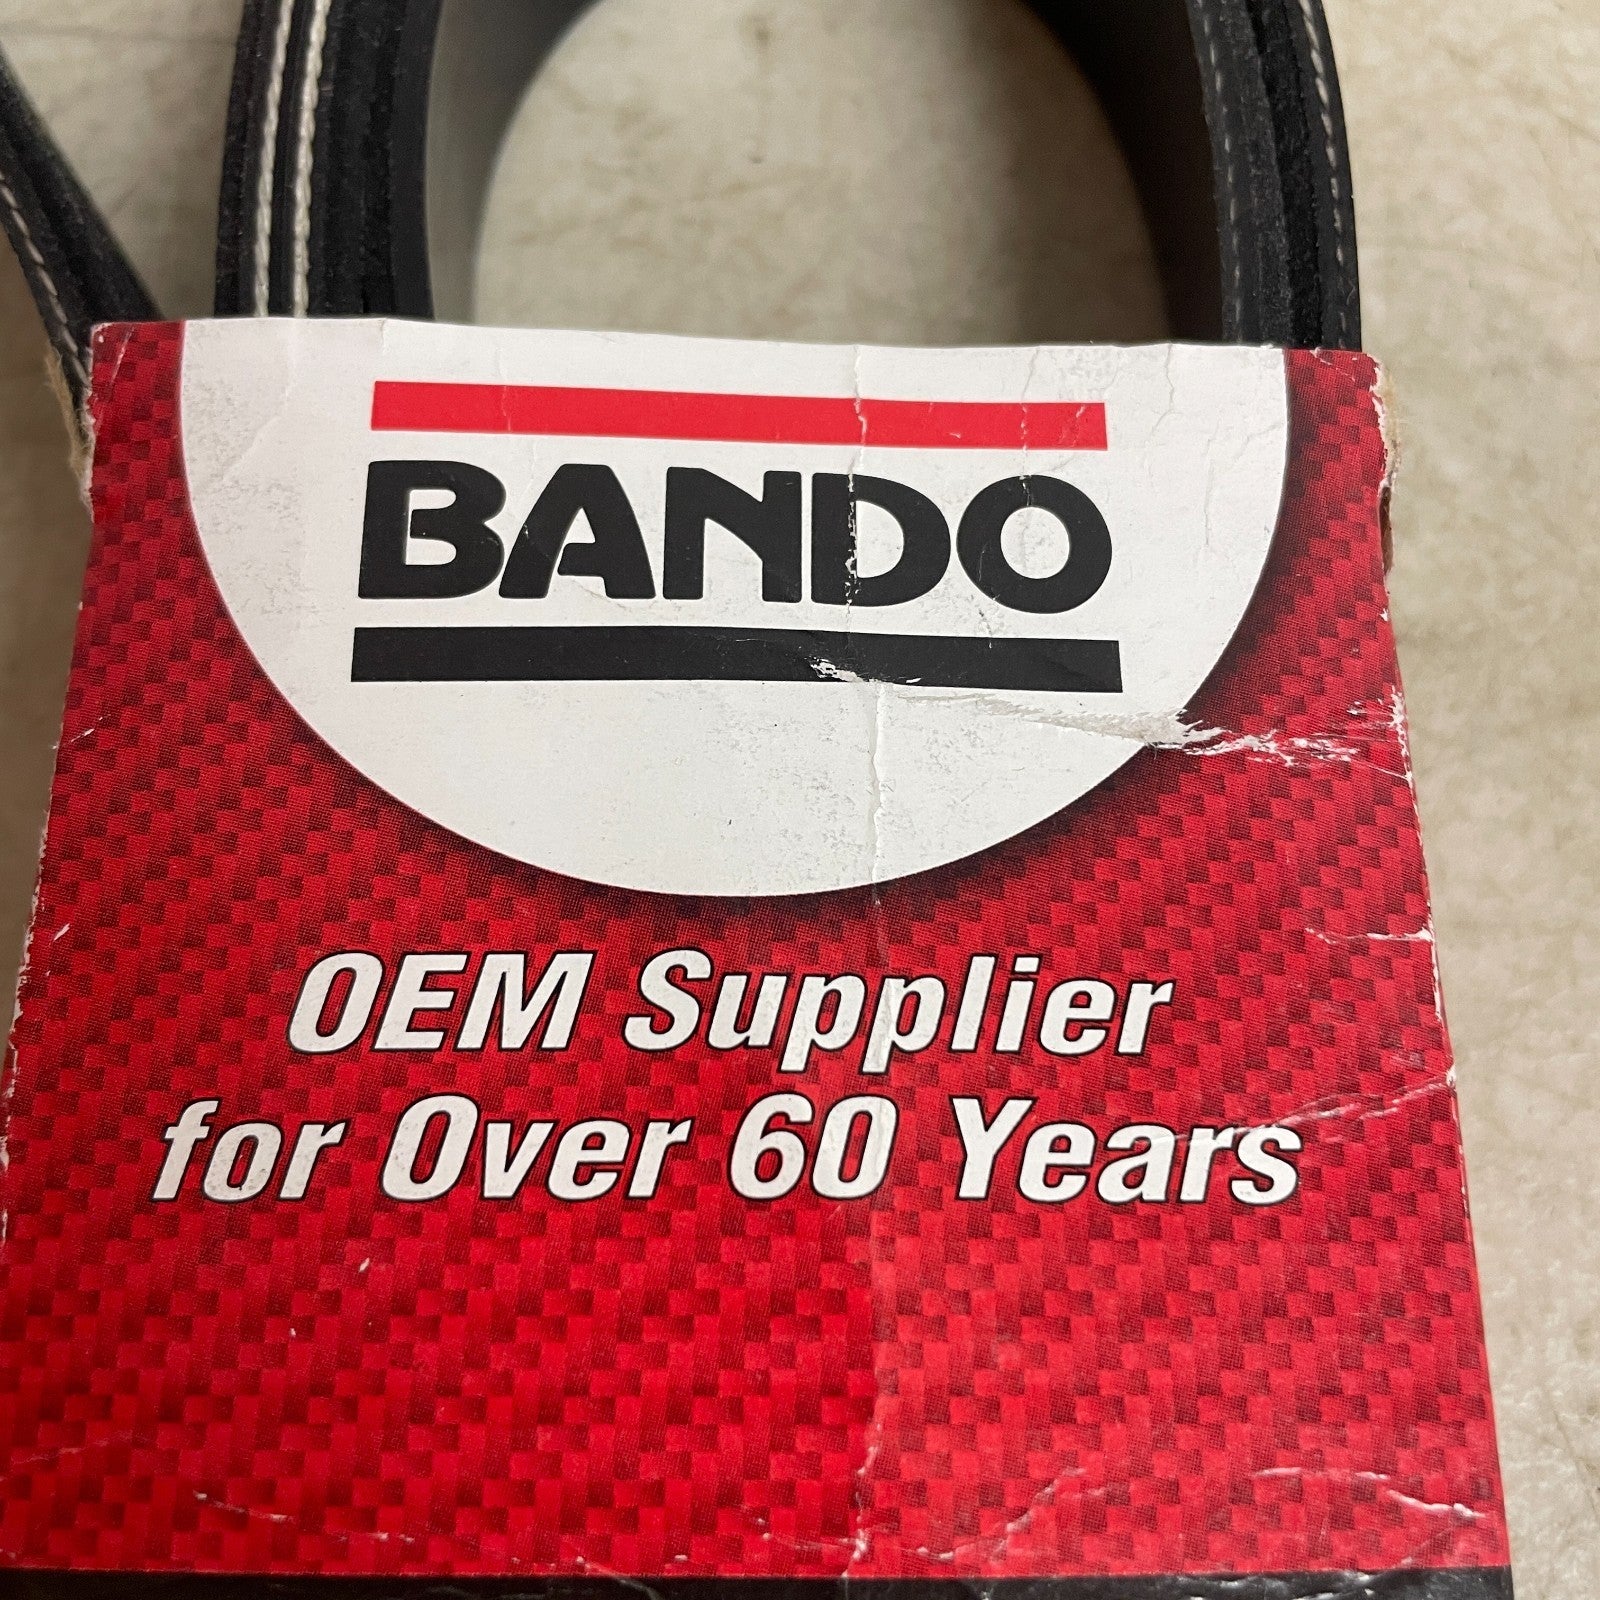 BANDO
OEM Supplier
for Over 60 Years